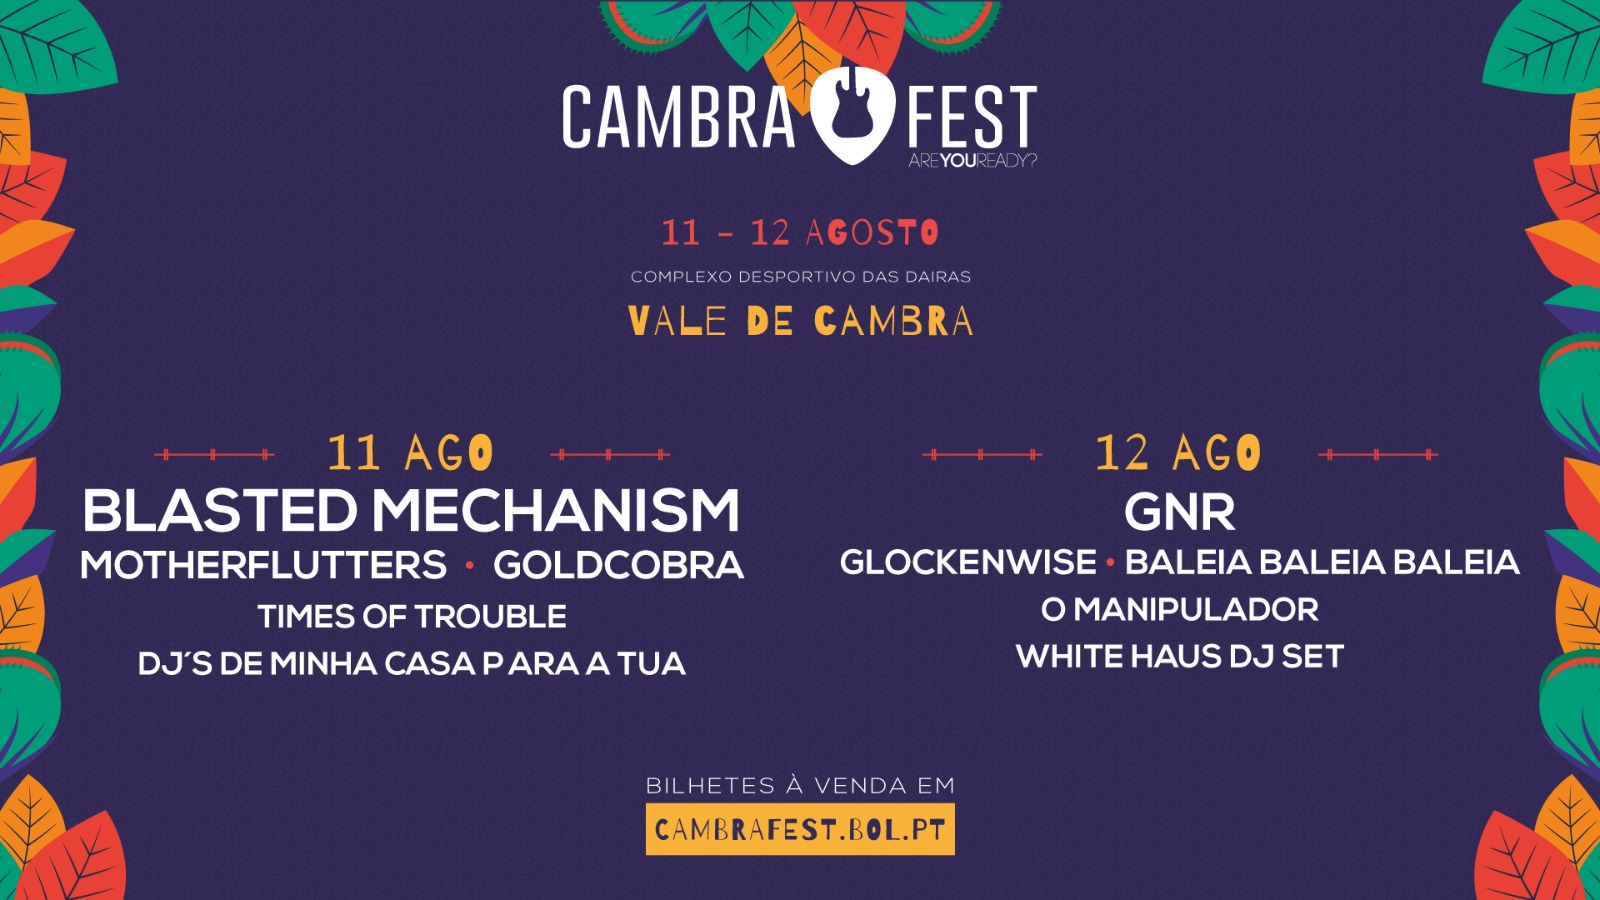 CAMBRA FEST
AREYOUREADY?
11 - 12 AGOSTO
COMPLEXO DESPORTIVO DAS DAIRAS
VALE DE CAMBRA
11 AGO
BLASTED MECHANISM
MOTHERFLUTTERS • GOLDCOBRA
TIMES OF TROUBLE
DJ´S DE MINHA CASA P ARA A TUA
12 AGO
GNR
GLOCKENWISE • BALEIA BALEIA BALEIA
O MANIPULADOR
WHITE HAUS DJ SET
BILHETES À VENDA EM
CAMBRAFEST.BOL.PT